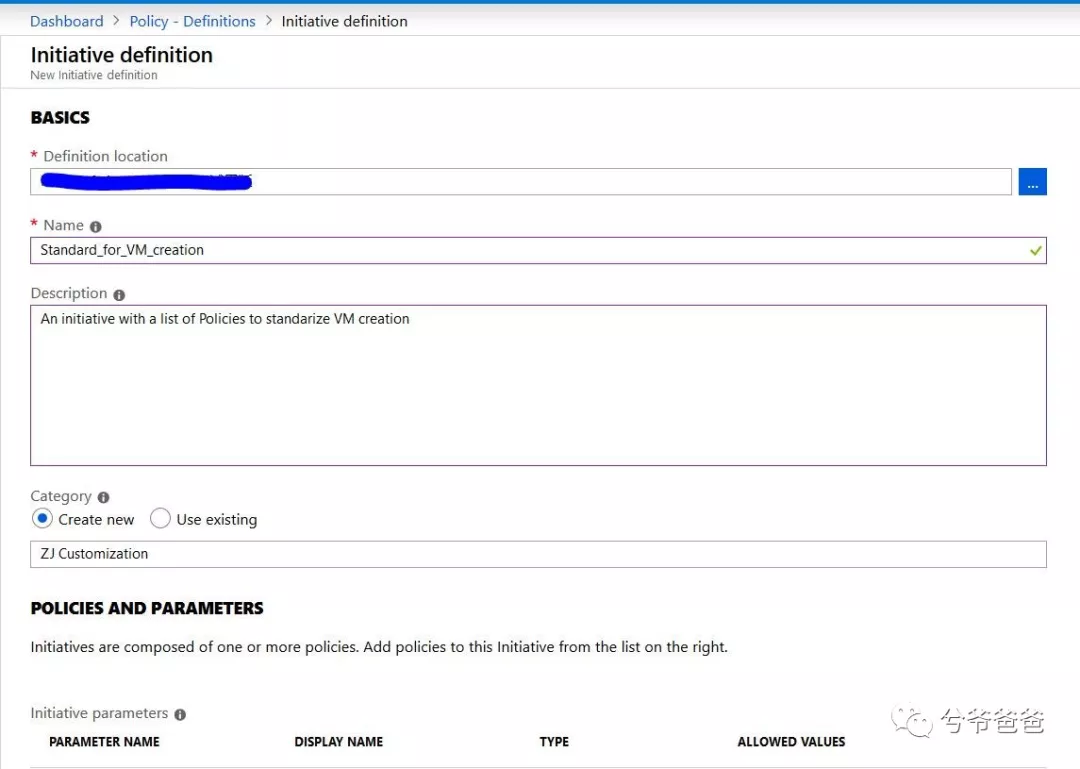 Dashboard > Policy - Definitions > Initiative definition
Initiative definition
New Initiative definition
BASICS
* Definition location
...
* Name
Standard_for_VM_creation
Description
An initiative with a list of Policies to standarize VM creation
Category
Create new Use existing
ZJ Customization
POLICIES AND PARAMETERS
Initiatives are composed of one or more policies. Add policies to this Initiative from the list on the right.
Initiative parameters
兮爷爸爸
PARAMETER NAME DISPLAY NAME TYPE ALLOWED VALUES